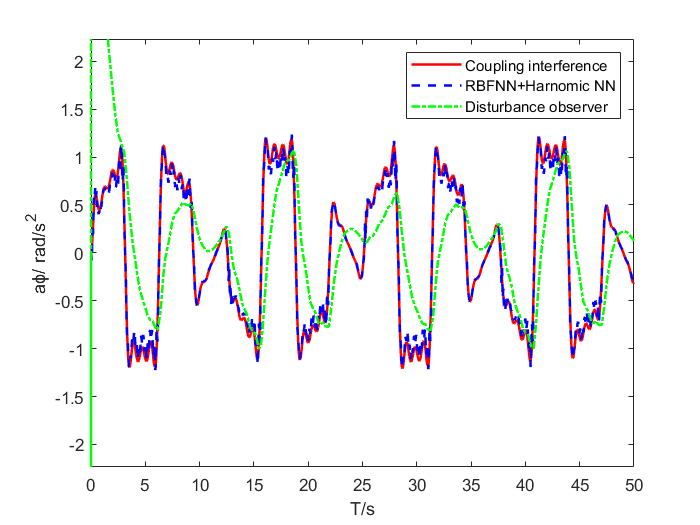 2
1.5
1
0.5
0
-0.5
-1
-1.5
-2
aϕ/ rad/s²
Coupling interference
RBFNN+Harnomic NN
Disturbance observer
0 5 10 15 20 25 30 35 40 45 50
T/s